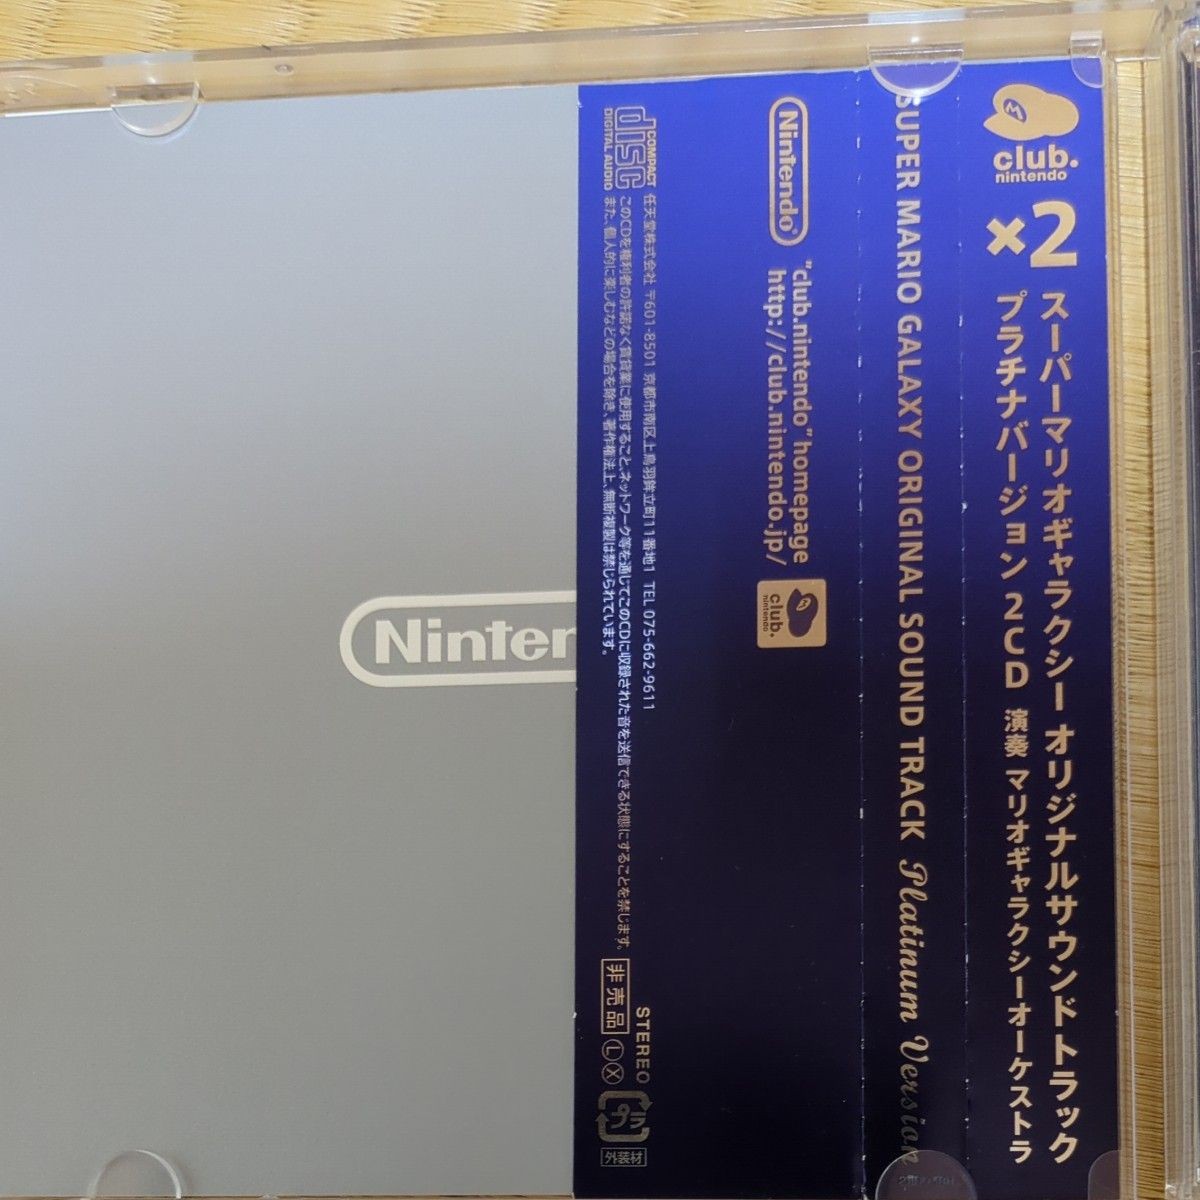 club.
nintendo
×2
スーパーマリオギャラクシー オリジナルサウンドトラック
プラチナバージョン 2CD 演奏 マリオギャラクシーオーケストラ
SUPER MARIO GALAXY ORIGINAL SOUND TRACK Platinum Version
Nintendo®
"club.nintendo" homepage
http://club.nintendo.jp/
club.
nintendo
COMPACT
disc
DIGITAL AUDIO
任天堂株式会社 〒601-8501 京都市南区上鳥羽鉾立町11番地1 TEL 075-662-9611
このCDを権利者の許諾なく賃貸業に使用すること、ネットワーク等を通じてこのCDに収録された音を送信できる状態にすることを禁じます。
また、個人的に楽しむなどの場合を除き、著作権法上、無断複製は禁じられています。
STEREO
非売品
Ⓛ Ⓧ
プラ
外装材
Ninten